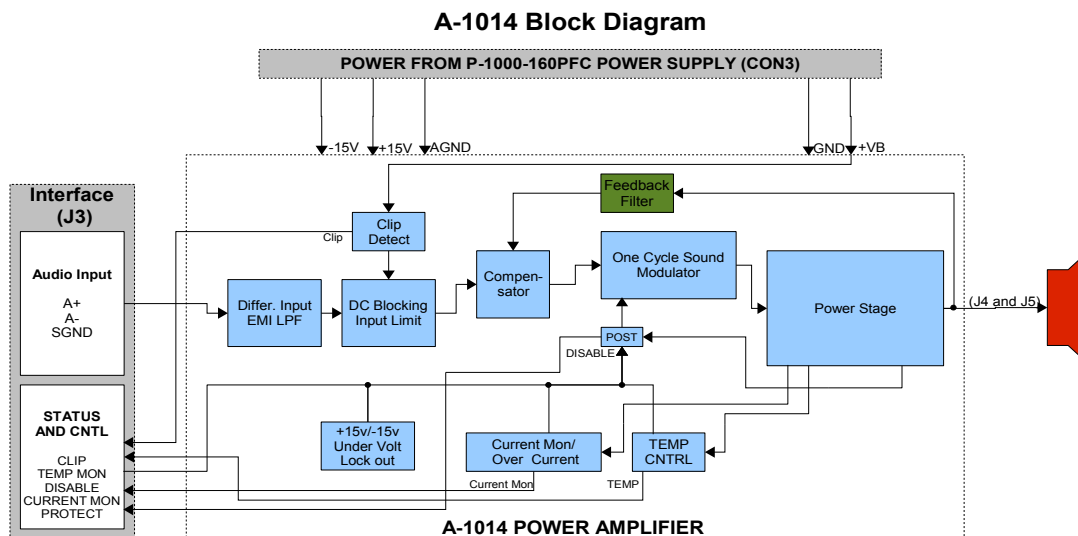 A-1014 Block Diagram
POWER FROM P-1000-160PFC POWER SUPPLY (CON3)
-15V
+15V
AGND
GND
+VB
Interface
(J3)
Audio Input
A+
A-
SGND
STATUS
AND CNTL
CLIP
TEMP MON
DISABLE
CURRENT MON
PROTECT
Clip
Clip
Detect
Feedback
Filter
Differ. Input
EMI LPF
DC Blocking
Input Limit
Compen-
sator
One Cycle Sound
Modulator
Power Stage
(J4 and J5)
POST
DISABLE
+15v/-15v
Under Volt
Lock out
Current Mon/
Over Current
TEMP
CNTRL
Current Mon
TEMP
A-1014 POWER AMPLIFIER